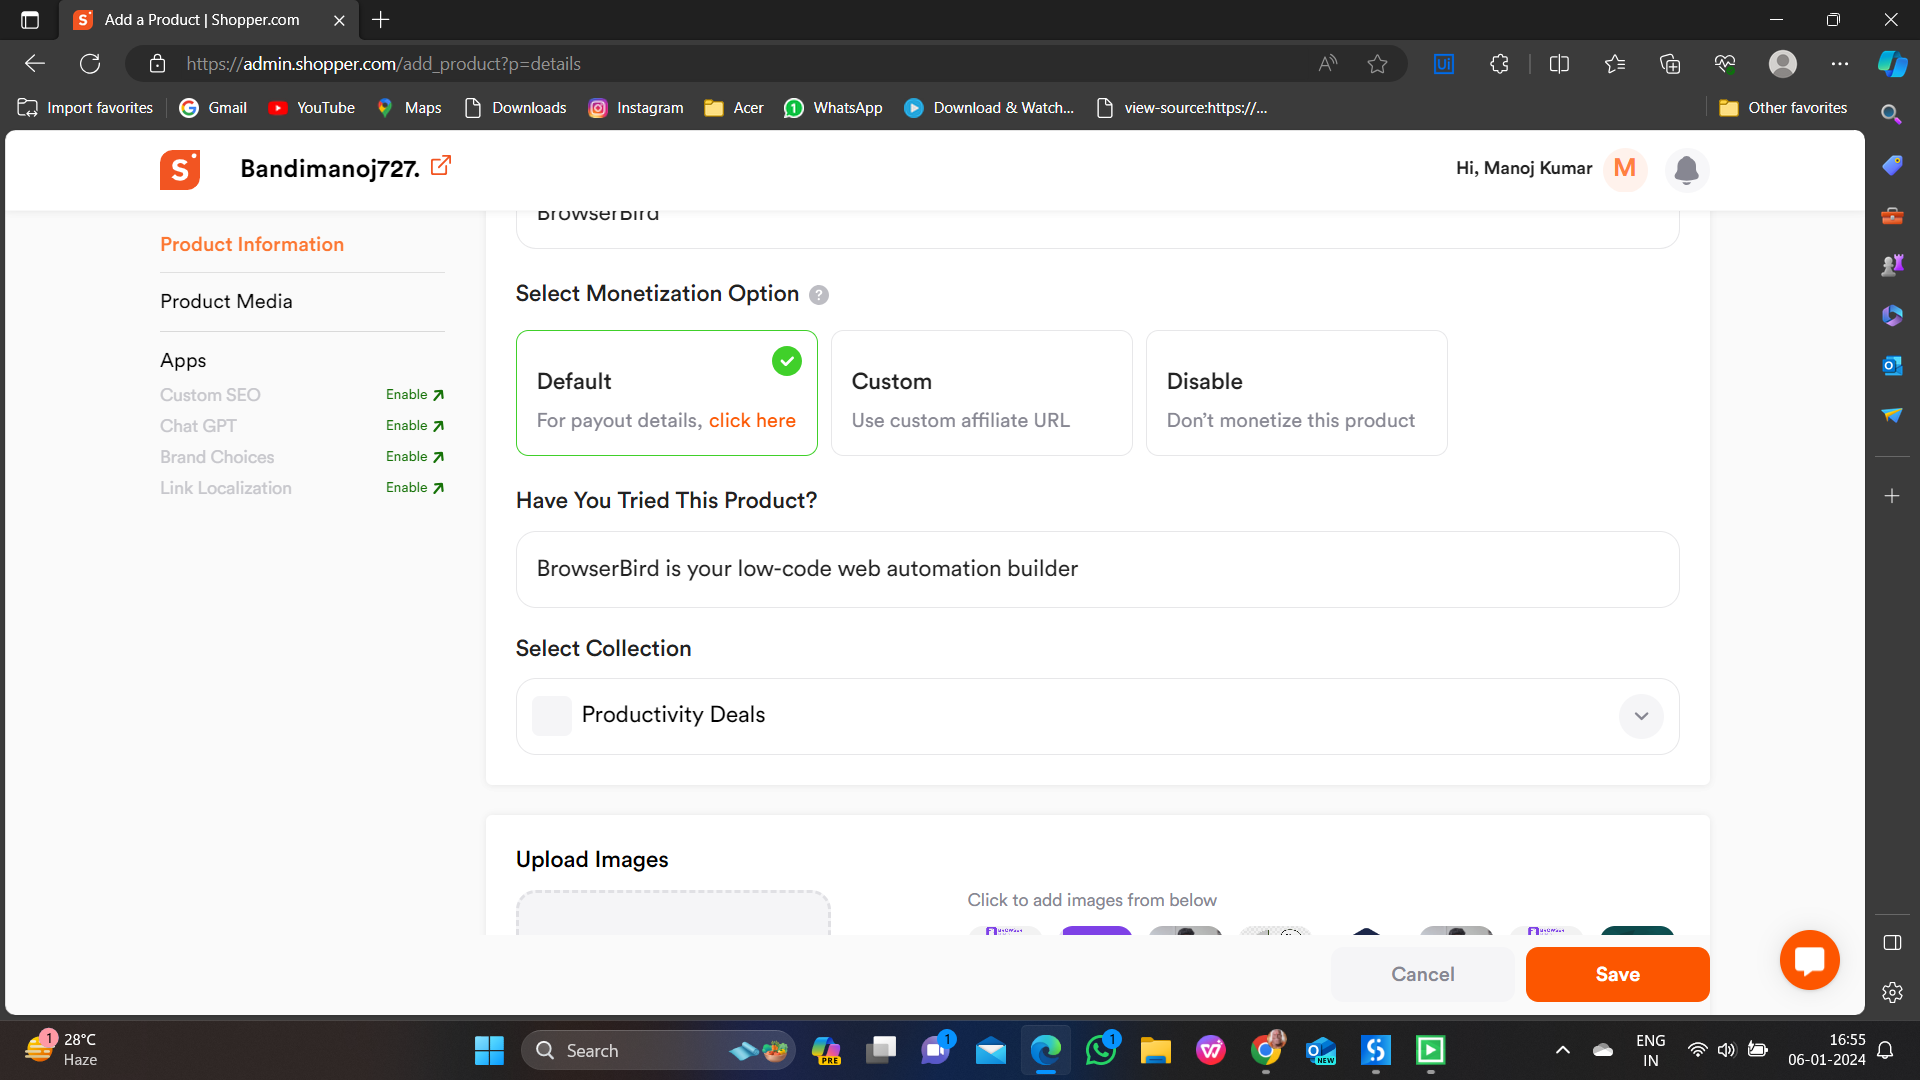 Add a Product | Shopper.com
https://admin.shopper.com/add_product?p=details
Import favorites
Gmail
YouTube
Maps
Downloads
Instagram
Acer
WhatsApp
Download & Watch...
view-source:https://...
Other favorites
Bandimanoj727.
Hi, Manoj Kumar
M
Product Information
Product Media
Apps
Custom SEO Enable
Chat GPT Enable
Brand Choices Enable
Link Localization Enable
BrowserBird
Select Monetization Option ?
Default
For payout details, click here
Custom
Use custom affiliate URL
Disable
Don't monetize this product
Have You Tried This Product?
BrowserBird is your low-code web automation builder
Select Collection
Productivity Deals
Upload Images
Click to add images from below
Cancel
Save
1
28°C
Haze
Search
PRE
1
1
NEW
ENG
IN
16:55
06-01-2024